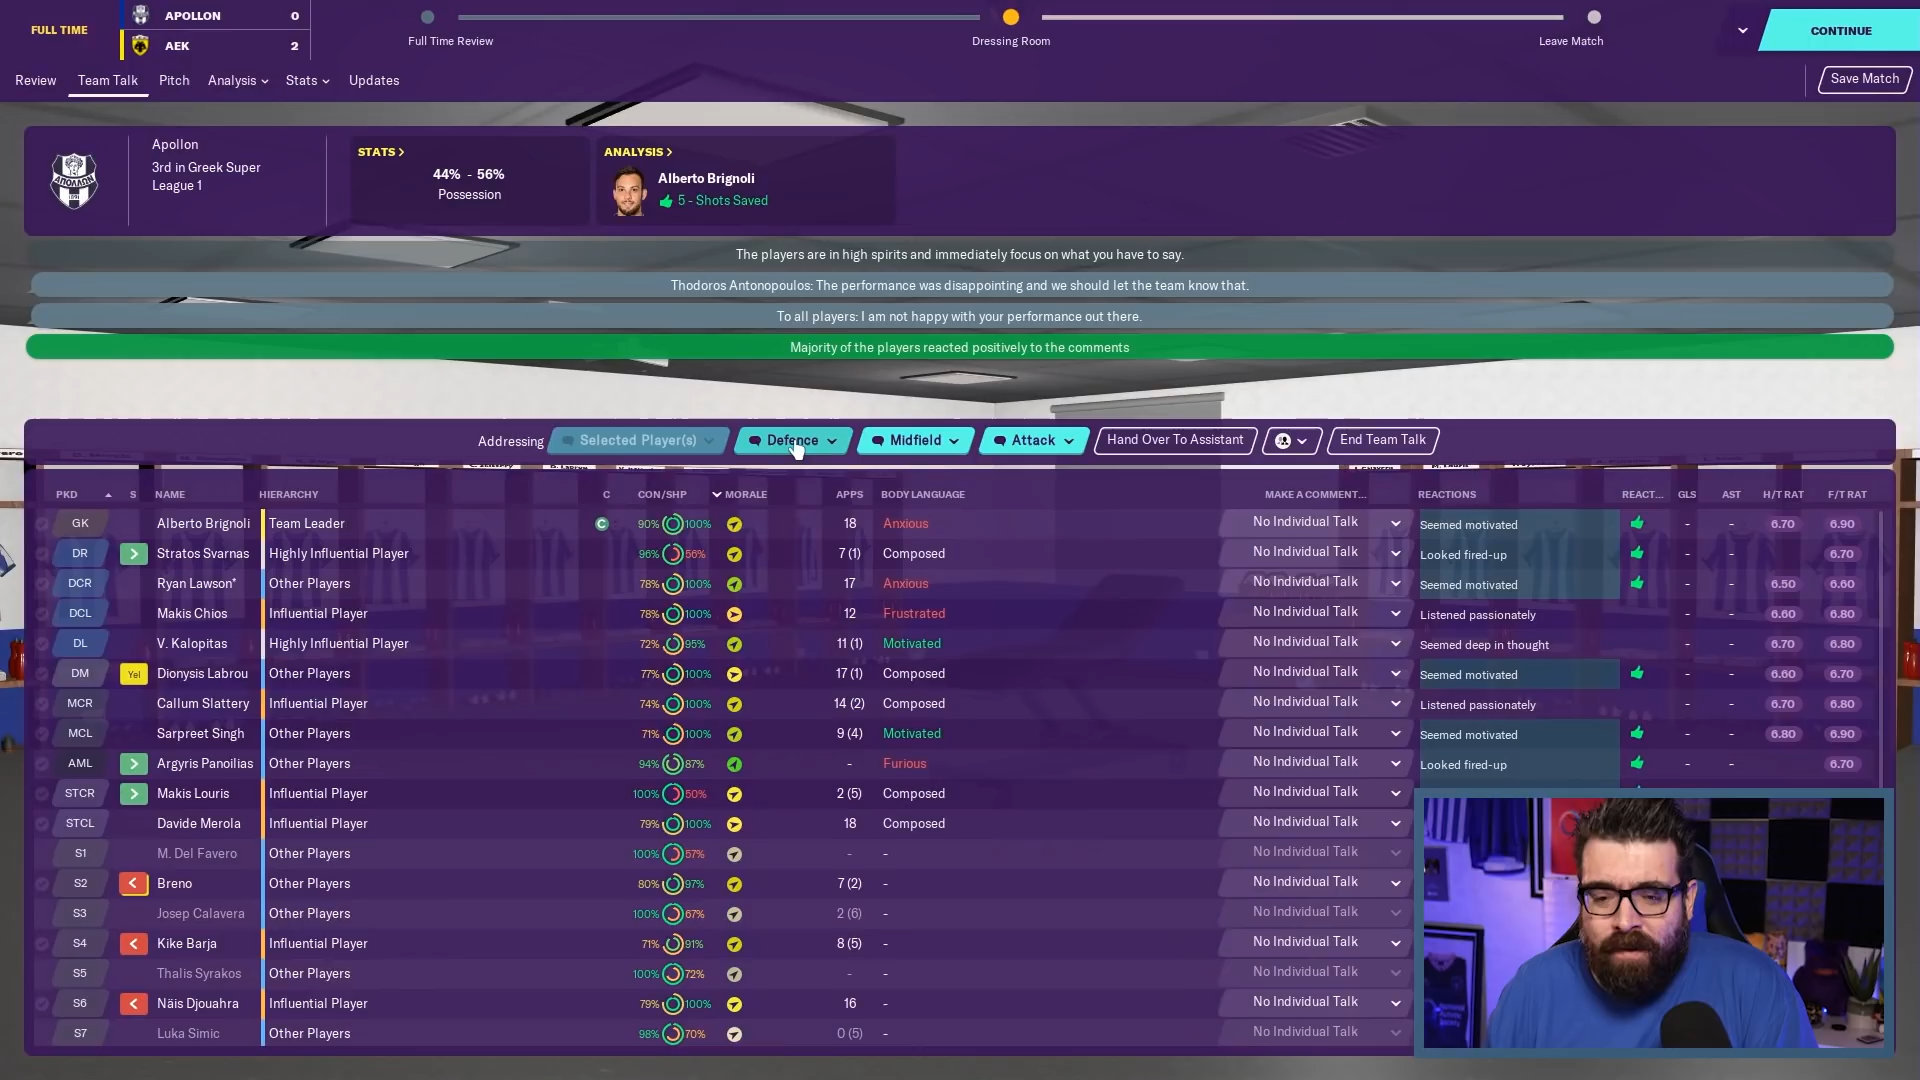 FULL TIME
APOLLON 0
AEK 2
Full Time Review
Dressing Room
Leave Match
CONTINUE
Review Team Talk Pitch Analysis Stats Updates
Save Match
Apollon
3rd in Greek Super
League 1
STATS >
44% - 56%
Possession
ANALYSIS >
Alberto Brignoli
5 - Shots Saved
The players are in high spirits and immediately focus on what you have to say.
Thodoros Antonopoulos: The performance was disappointing and we should let the team know that.
To all players: I am not happy with your performance out there.
Majority of the players reacted positively to the comments
Addressing Selected Player(s) Defence Midfield Attack Hand Over To Assistant End Team Talk
PKD S NAME HIERARCHY C CON/SHP MORALE APPS BODY LANGUAGE MAKE A COMMENT... REACTIONS REACT... GLS AST H/T RAT F/T RAT
GK Alberto Brignoli Team Leader C 90% 100% 18 Anxious No Individual Talk Seemed motivated - - 6.70 6.90
DR Stratos Svarnas Highly Influential Player 96% 56% 7 (1) Composed No Individual Talk Looked fired-up - - 6.70
DCR Ryan Lawson* Other Players 78% 100% 17 Anxious No Individual Talk Seemed motivated - - 6.50 6.60
DCL Makis Chios Influential Player 78% 100% 12 Frustrated No Individual Talk Listened passionately - - 6.60 6.80
DL V. Kalopitas Highly Influential Player 72% 95% 11 (1) Motivated No Individual Talk Seemed deep in thought - - 6.70 6.80
DM Yel Dionysis Labrou Other Players 77% 100% 17 (1) Composed No Individual Talk Seemed motivated - - 6.60 6.70
MCR Callum Slattery Influential Player 74% 100% 14 (2) Composed No Individual Talk Listened passionately - - 6.70 6.80
MCL Sarpreet Singh Other Players 71% 100% 9 (4) Motivated No Individual Talk Seemed motivated - - 6.80 6.90
AML Argyris Panoilias Other Players 94% 87% - Furious No Individual Talk Looked fired-up - - 6.70
STCR Makis Louris Influential Player 100% 50% 2 (5) Composed No Individual Talk
STCL Davide Merola Influential Player 79% 100% 18 Composed No Individual Talk
S1 M. Del Favero Other Players 100% 57% - - No Individual Talk
S2 Breno Other Players 80% 97% 7 (2) - No Individual Talk
S3 Josep Calavera Other Players 100% 67% 2 (6) - No Individual Talk
S4 Kike Barja Influential Player 71% 91% 8 (5) - No Individual Talk
S5 Thalis Syrakos Other Players 100% 72% - - No Individual Talk
S6 Näis Djouahra Influential Player 79% 100% 16 - No Individual Talk
S7 Luka Simic Other Players 98% 70% 0 (5) - No Individual Talk